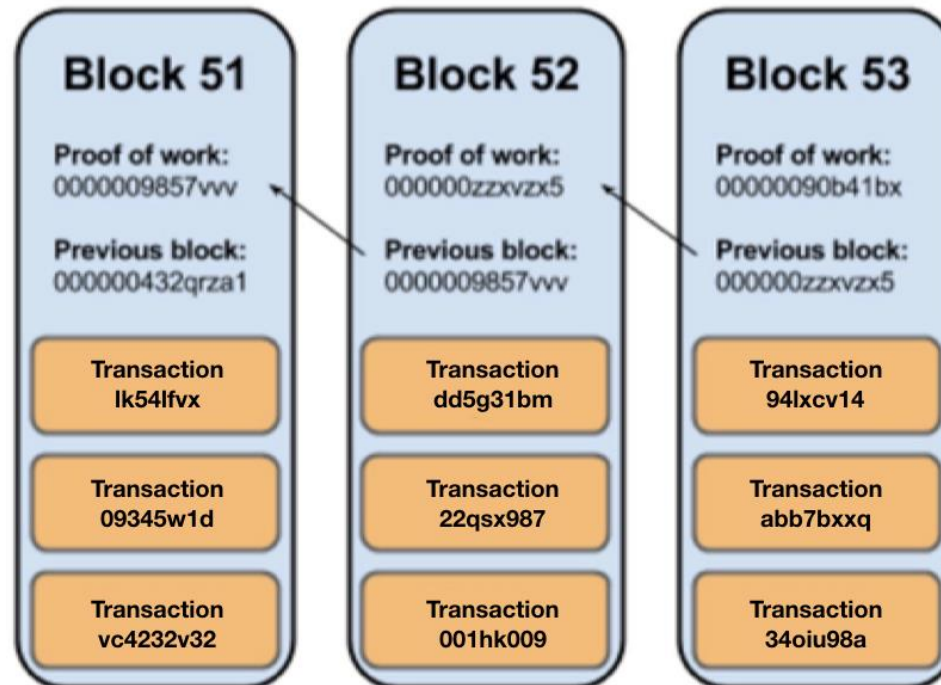 Block 51
Proof of work:
0000009857vvv
Previous block:
000000432qrza1
Transaction
lk54lfvx
Transaction
09345w1d
Transaction
vc4232v32
Block 52
Proof of work:
000000zzxvzx5
Previous block:
0000009857vvv
Transaction
dd5g31bm
Transaction
22qsx987
Transaction
001hk009
Block 53
Proof of work:
00000090b41bx
Previous block:
000000zzxvzx5
Transaction
94lxcv14
Transaction
abb7bxxq
Transaction
34oiu98a